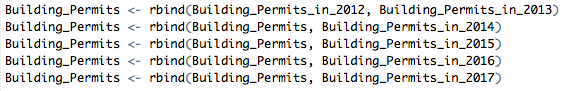 Building_Permits <- rbind(Building_Permits_in_2012, Building_Permits_in_2013)
Building_Permits <- rbind(Building_Permits, Building_Permits_in_2014)
Building_Permits <- rbind(Building_Permits, Building_Permits_in_2015)
Building_Permits <- rbind(Building_Permits, Building_Permits_in_2016)
Building_Permits <- rbind(Building_Permits, Building_Permits_in_2017)